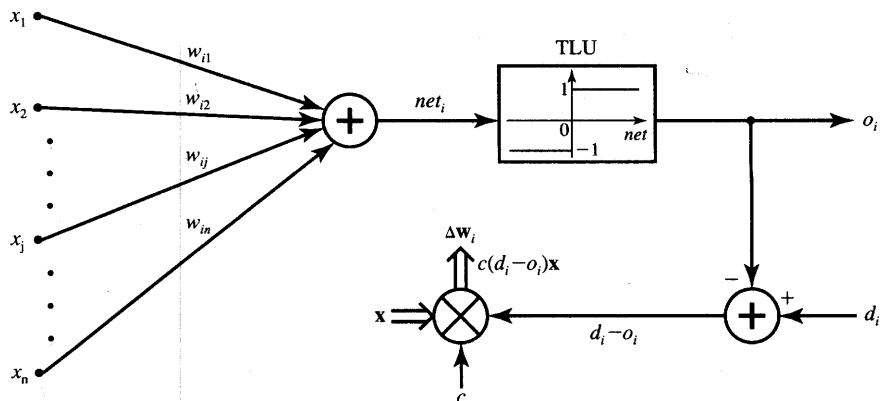 x₁
wᵢ₁
TLU
x₂
wᵢ₂
netᵢ
1
0
net
−1
oᵢ
wᵢⱼ
wᵢₙ
xⱼ
Δwᵢ
c(dᵢ−oᵢ)x
−
+
x
dᵢ−oᵢ
dᵢ
xₙ
c